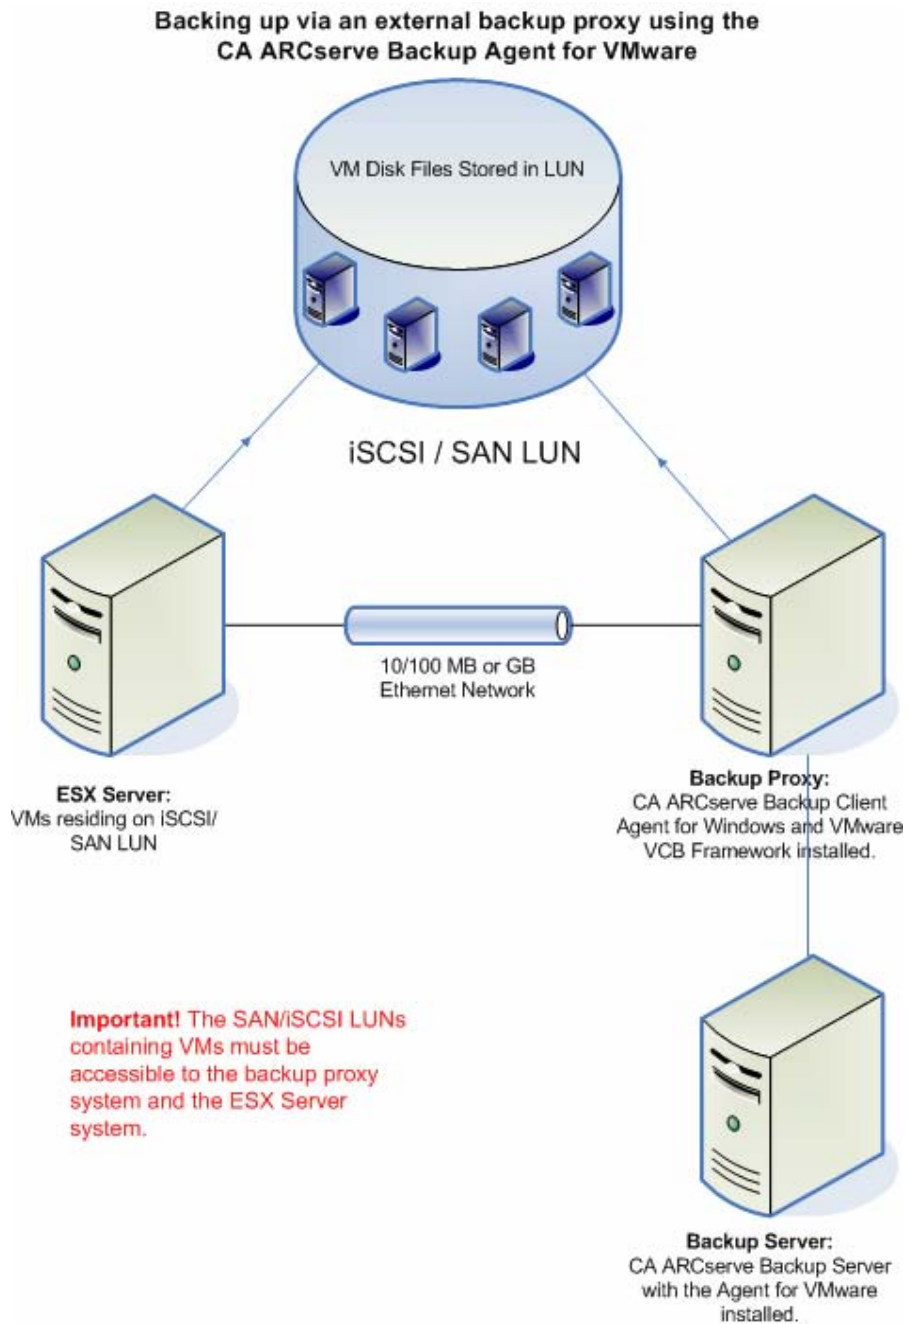 Backing up via an external backup proxy using the
CA ARCserve Backup Agent for VMware
VM Disk Files Stored in LUN
iSCSI / SAN LUN
10/100 MB or GB
Ethernet Network
ESX Server:
VMs residing on iSCSI/
SAN LUN
Backup Proxy:
CA ARCserve Backup Client
Agent for Windows and VMware
VCB Framework installed.
Important! The SAN/iSCSI LUNs
containing VMs must be
accessible to the backup proxy
system and the ESX Server
system.
Backup Server:
CA ARCserve Backup Server
with the Agent for VMware
installed.